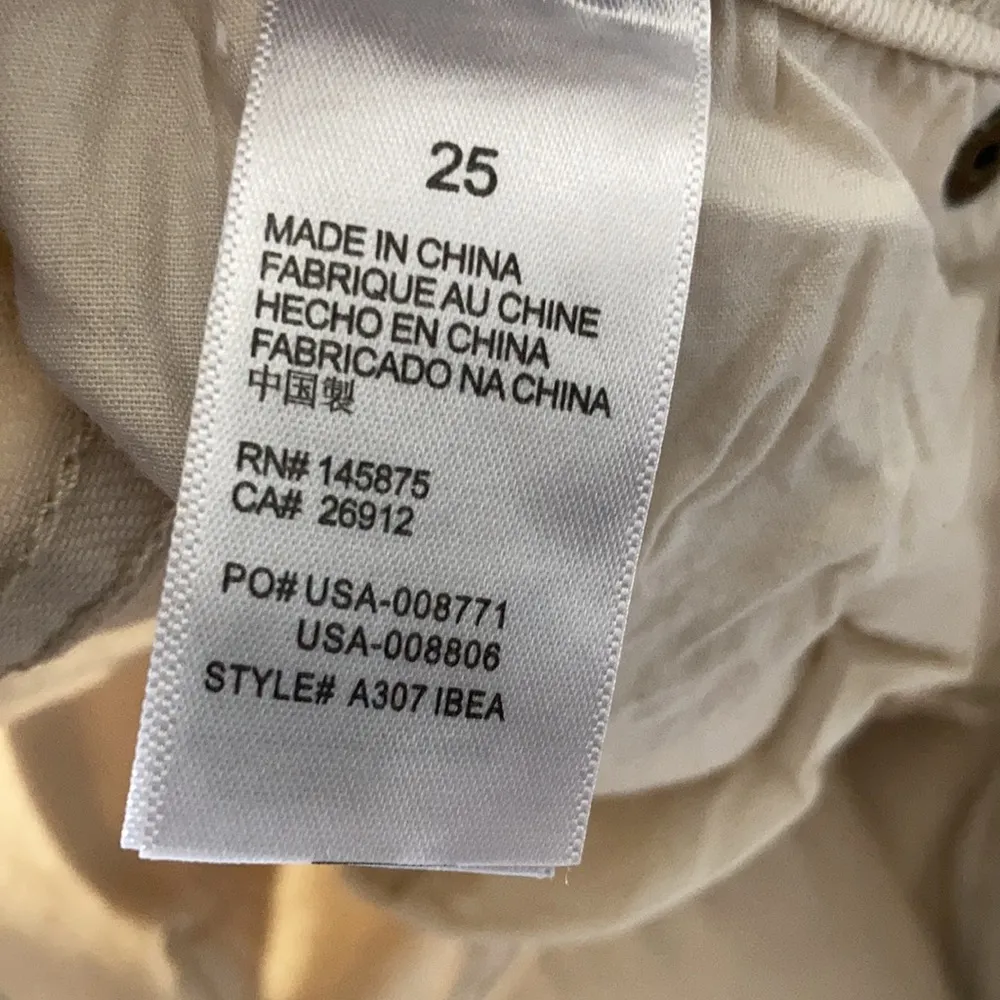 25
MADE IN CHINA
FABRIQUE AU CHINE
HECHO EN CHINA
FABRICADO NA CHINA
中国製
RN# 145875
CA# 26912
PO# USA-008771
USA-008806
STYLE# A307 IBEA